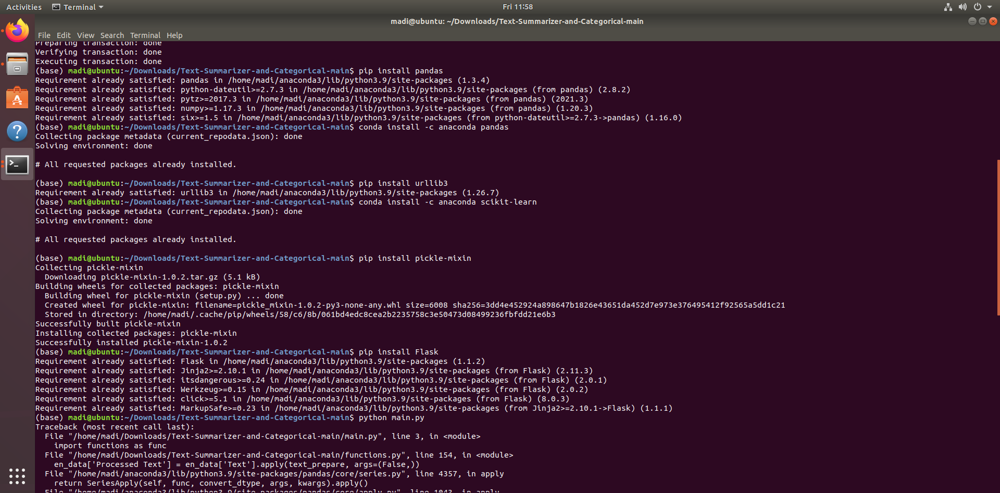 Activities Terminal Fri 11:58
madi@ubuntu: ~/Downloads/Text-Summarizer-and-Categorical-main
File Edit View Search Terminal Help
Preparing transaction: done
Verifying transaction: done
Executing transaction: done
(base) madi@ubuntu:~/Downloads/Text-Summarizer-and-Categorical-main$ pip install pandas
Requirement already satisfied: pandas in /home/madi/anaconda3/lib/python3.9/site-packages (1.3.4)
Requirement already satisfied: python-dateutil>=2.7.3 in /home/madi/anaconda3/lib/python3.9/site-packages (from pandas) (2.8.2)
Requirement already satisfied: pytz>=2017.3 in /home/madi/anaconda3/lib/python3.9/site-packages (from pandas) (2021.3)
Requirement already satisfied: numpy>=1.17.3 in /home/madi/anaconda3/lib/python3.9/site-packages (from pandas) (1.20.3)
Requirement already satisfied: six>=1.5 in /home/madi/anaconda3/lib/python3.9/site-packages (from python-dateutil>=2.7.3->pandas) (1.16.0)
(base) madi@ubuntu:~/Downloads/Text-Summarizer-and-Categorical-main$ conda install -c anaconda pandas
Collecting package metadata (current_repodata.json): done
Solving environment: done
# All requested packages already installed.
(base) madi@ubuntu:~/Downloads/Text-Summarizer-and-Categorical-main$ pip install urllib3
Requirement already satisfied: urllib3 in /home/madi/anaconda3/lib/python3.9/site-packages (1.26.7)
(base) madi@ubuntu:~/Downloads/Text-Summarizer-and-Categorical-main$ conda install -c anaconda scikit-learn
Collecting package metadata (current_repodata.json): done
Solving environment: done
# All requested packages already installed.
(base) madi@ubuntu:~/Downloads/Text-Summarizer-and-Categorical-main$ pip install pickle-mixin
Collecting pickle-mixin
  Downloading pickle-mixin-1.0.2.tar.gz (5.1 kB)
Building wheels for collected packages: pickle-mixin
  Building wheel for pickle-mixin (setup.py) ... done
  Created wheel for pickle-mixin: filename=pickle_mixin-1.0.2-py3-none-any.whl size=6008 sha256=3dd4e452924a898647b1826e43651da452d7e973e376495412f92565a5dd1c21
  Stored in directory: /home/madi/.cache/pip/wheels/58/c6/8b/061bd4edc8cea2b2235758c3e50473d08499236fbfdd21e6b3
Successfully built pickle-mixin
Installing collected packages: pickle-mixin
Successfully installed pickle-mixin-1.0.2
(base) madi@ubuntu:~/Downloads/Text-Summarizer-and-Categorical-main$ pip install Flask
Requirement already satisfied: Flask in /home/madi/anaconda3/lib/python3.9/site-packages (1.1.2)
Requirement already satisfied: Jinja2>=2.10.1 in /home/madi/anaconda3/lib/python3.9/site-packages (from Flask) (2.11.3)
Requirement already satisfied: itsdangerous>=0.24 in /home/madi/anaconda3/lib/python3.9/site-packages (from Flask) (2.0.1)
Requirement already satisfied: Werkzeug>=0.15 in /home/madi/anaconda3/lib/python3.9/site-packages (from Flask) (2.0.2)
Requirement already satisfied: click>=5.1 in /home/madi/anaconda3/lib/python3.9/site-packages (from Flask) (8.0.3)
Requirement already satisfied: MarkupSafe>=0.23 in /home/madi/anaconda3/lib/python3.9/site-packages (from Jinja2>=2.10.1->Flask) (1.1.1)
(base) madi@ubuntu:~/Downloads/Text-Summarizer-and-Categorical-main$ python main.py
Traceback (most recent call last):
  File "/home/madi/Downloads/Text-Summarizer-and-Categorical-main/main.py", line 3, in <module>
    import functions as func
  File "/home/madi/Downloads/Text-Summarizer-and-Categorical-main/functions.py", line 154, in <module>
    en_data['Processed Text'] = en_data['Text'].apply(text_prepare, args=(False,))
  File "/home/madi/anaconda3/lib/python3.9/site-packages/pandas/core/series.py", line 4357, in apply
    return SeriesApply(self, func, convert_dtype, args, kwargs).apply()
  File "/home/madi/anaconda3/lib/python3.9/site-packages/pandas/core/apply.py", line 1043, in apply